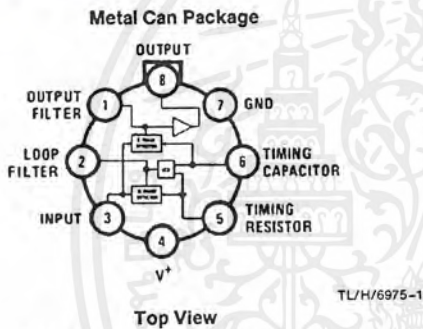 Metal Can Package
OUTPUT
8
OUTPUT
FILTER
1
7
GND
LOOP
FILTER
2
6
TIMING
CAPACITOR
INPUT
3
5
TIMING
RESISTOR
4
V+
TL/H/6975-1
Top View